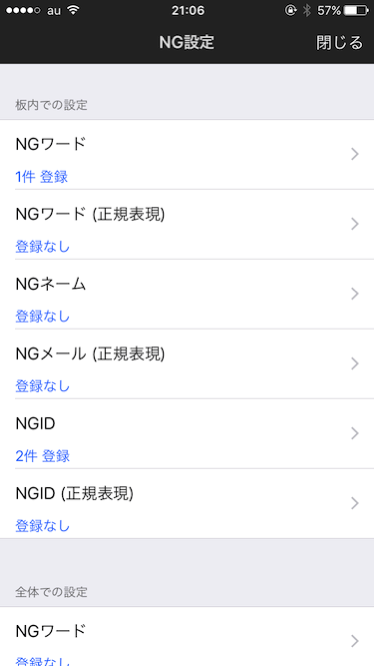 au 21:06 57%
NG設定 閉じる
板内での設定
NGワード
1件 登録
NGワード (正規表現)
登録なし
NGネーム
登録なし
NGメール (正規表現)
登録なし
NGID
2件 登録
NGID (正規表現)
登録なし
全体での設定
NGワード
登録なし